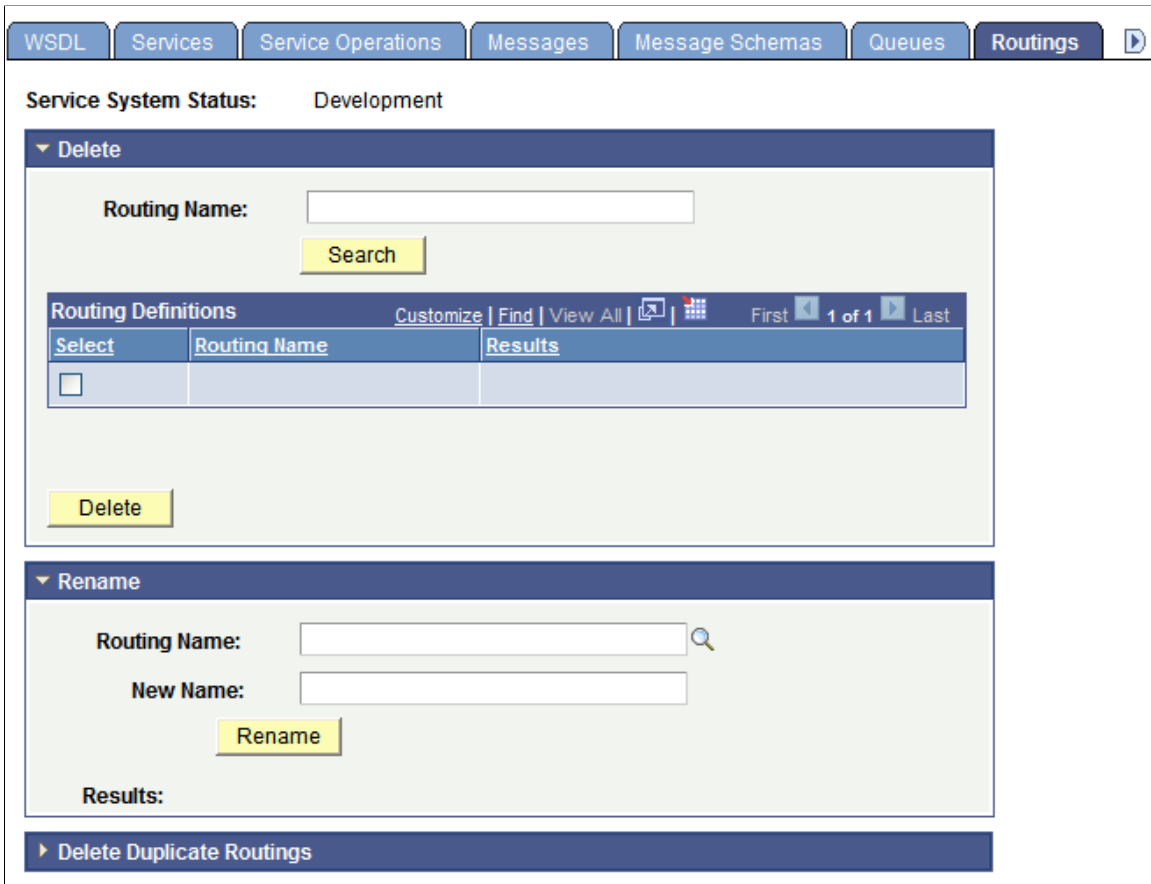 WSDL Services Service Operations Messages Message Schemas Queues Routings
Service System Status: Development
Delete
Routing Name:
Search
Routing Definitions Customize | Find | View All | | First 1 of 1 Last
Select Routing Name Results
Delete
Rename
Routing Name:
New Name:
Rename
Results:
Delete Duplicate Routings